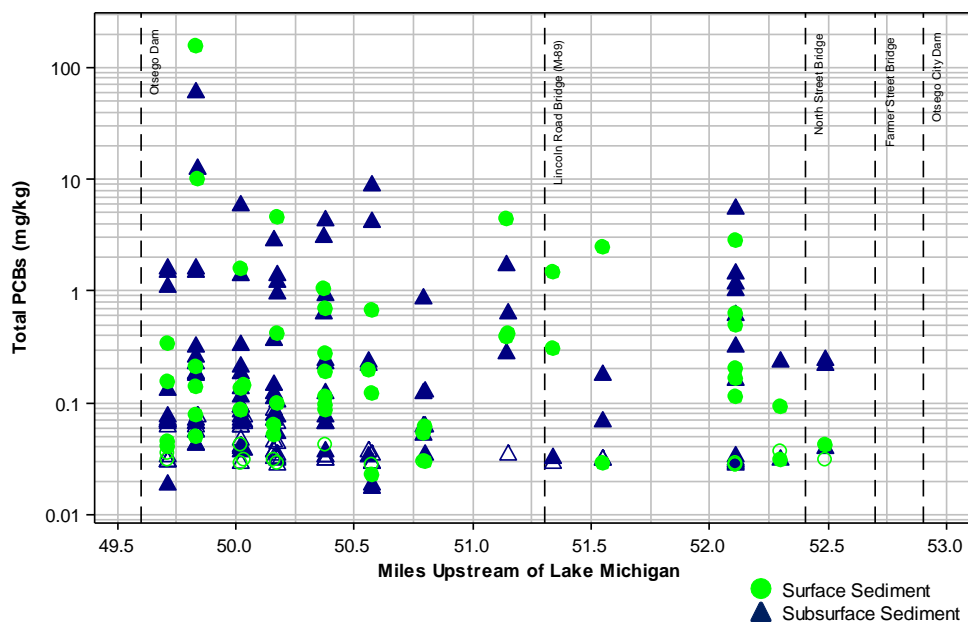 Total PCBs (mg/kg)
100
10
1
0.1
0.01
Otsego Dam
Lincoln Road Bridge (M-89)
North Street Bridge
Farmer Street Bridge
Otsego City Dam
49.5 50.0 50.5 51.0 51.5 52.0 52.5 53.0
Miles Upstream of Lake Michigan
Surface Sediment
Subsurface Sediment